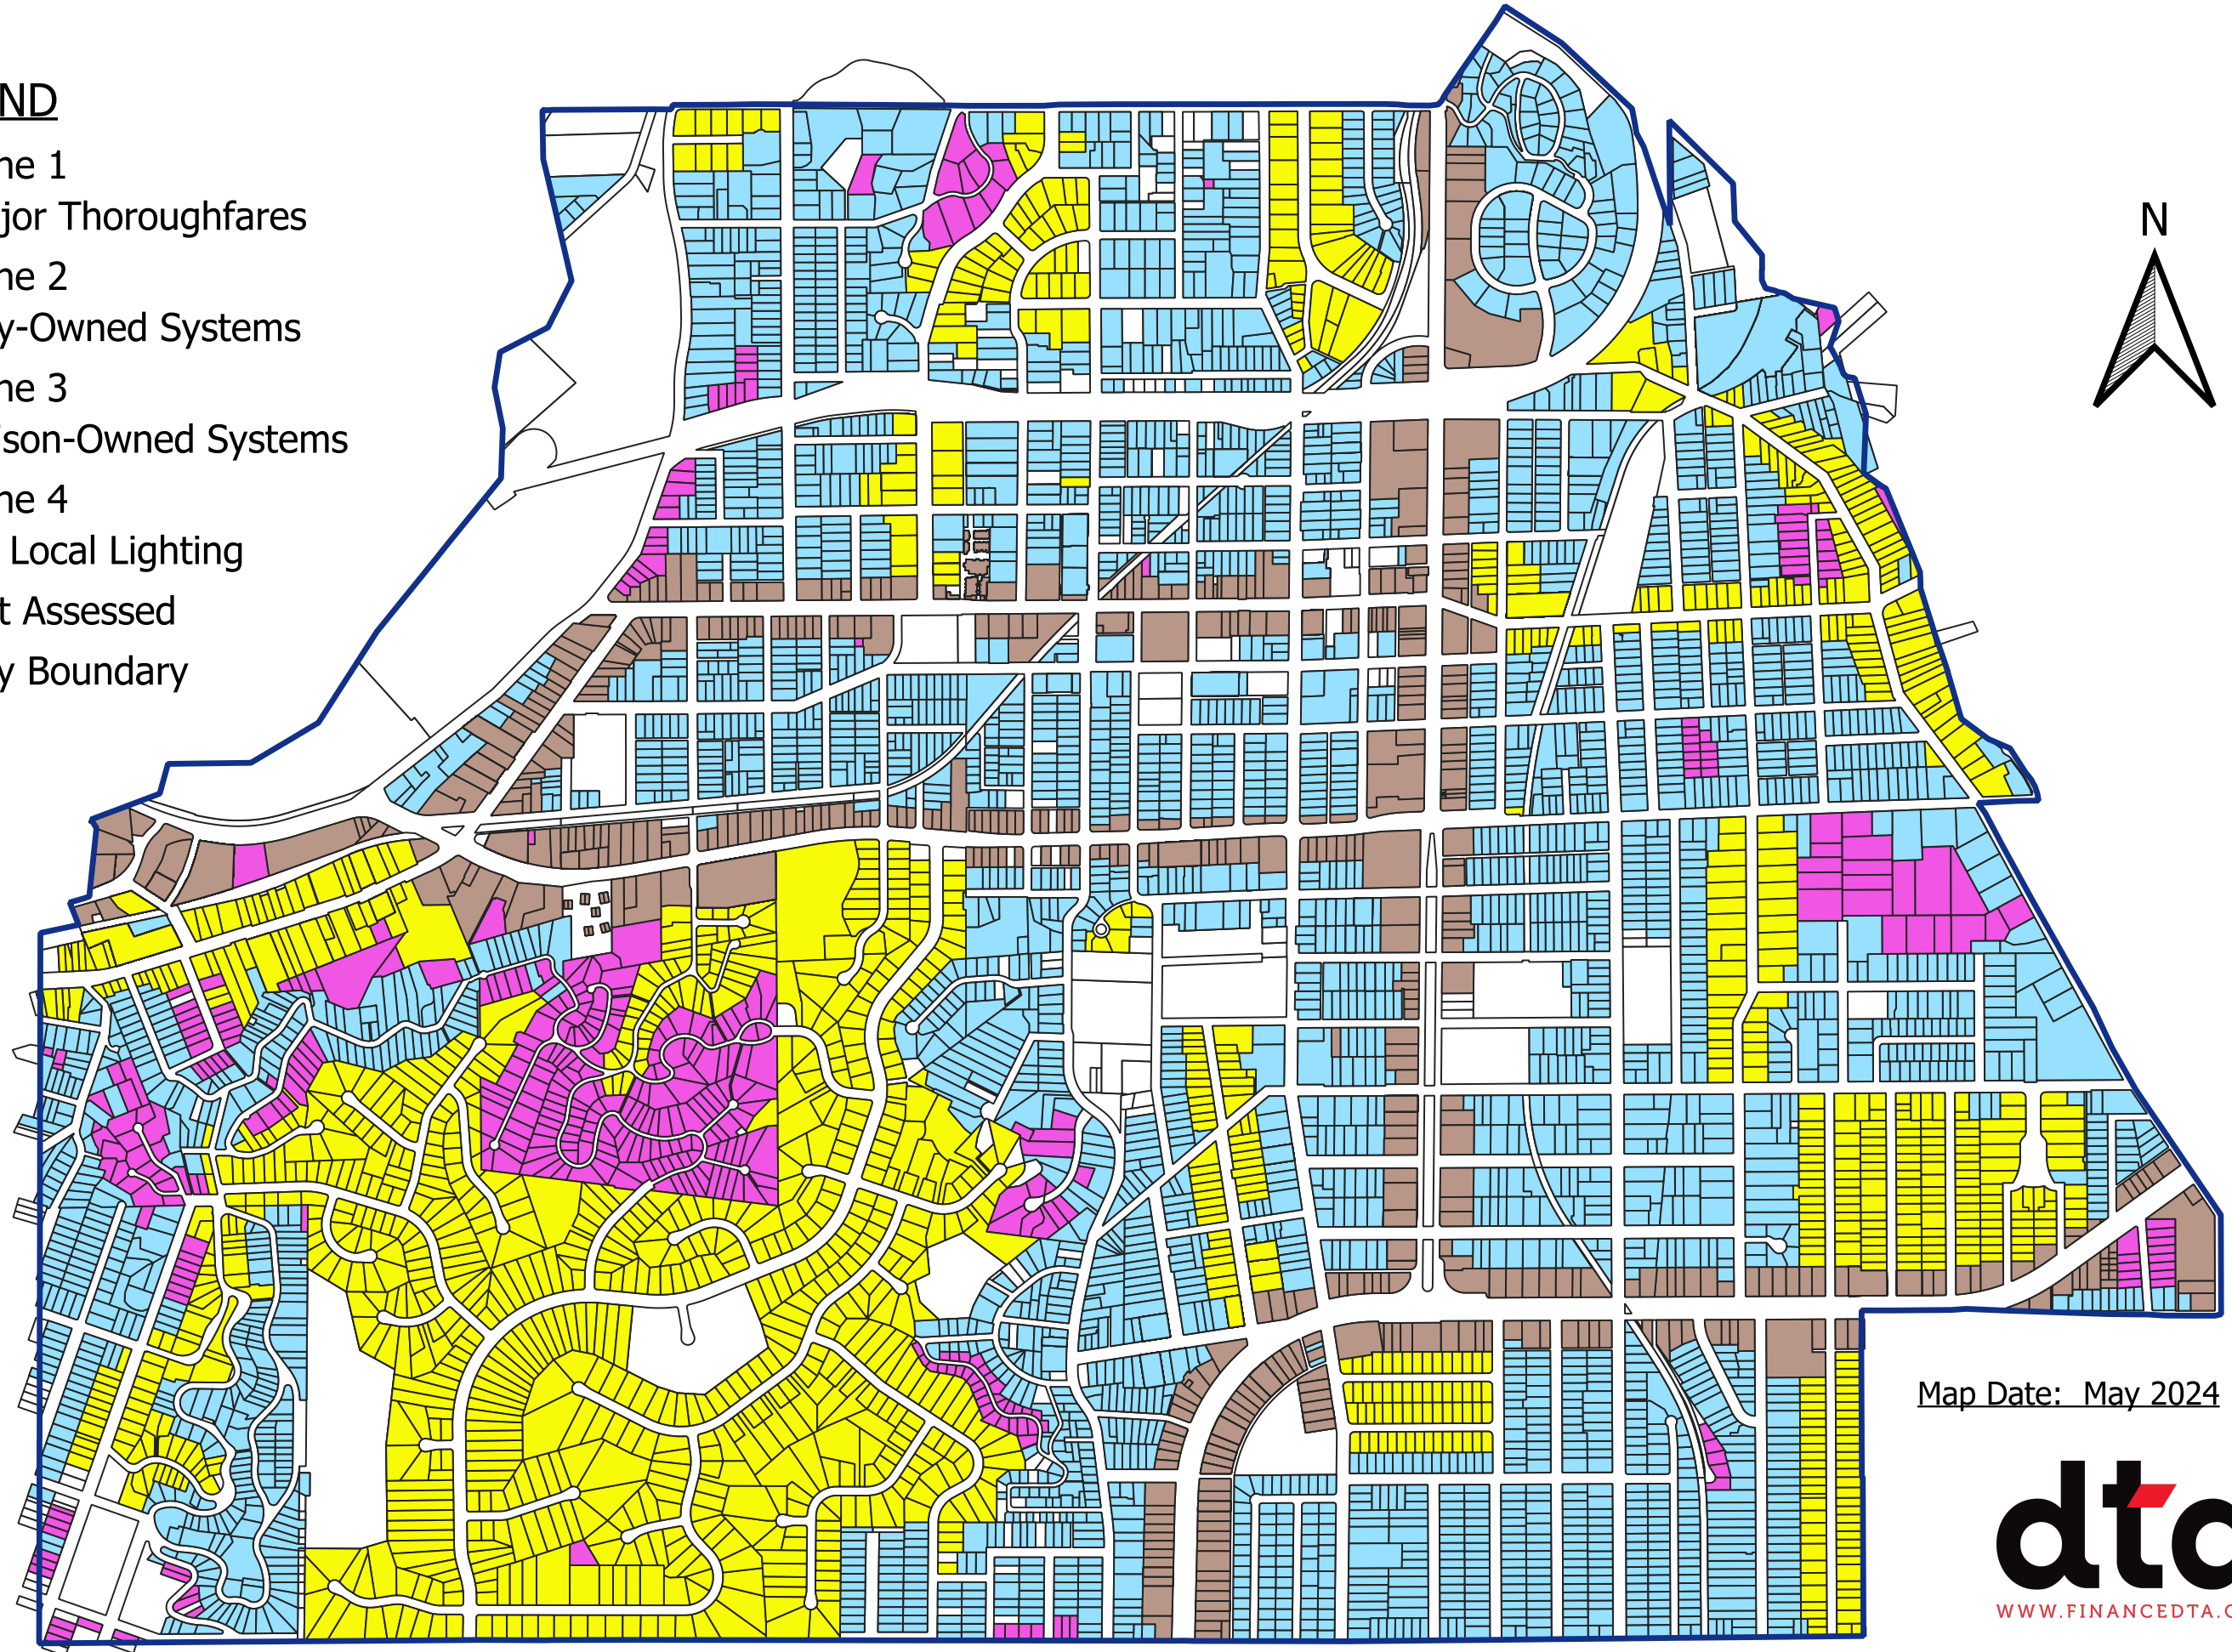 ND
ne 1
jor Thoroughfares
ne 2
y-Owned Systems
ne 3
ison-Owned Systems
ne 4
Local Lighting
t Assessed
y Boundary
N
Map Date: May 2024
dta
WWW.FINANCEDTA.C